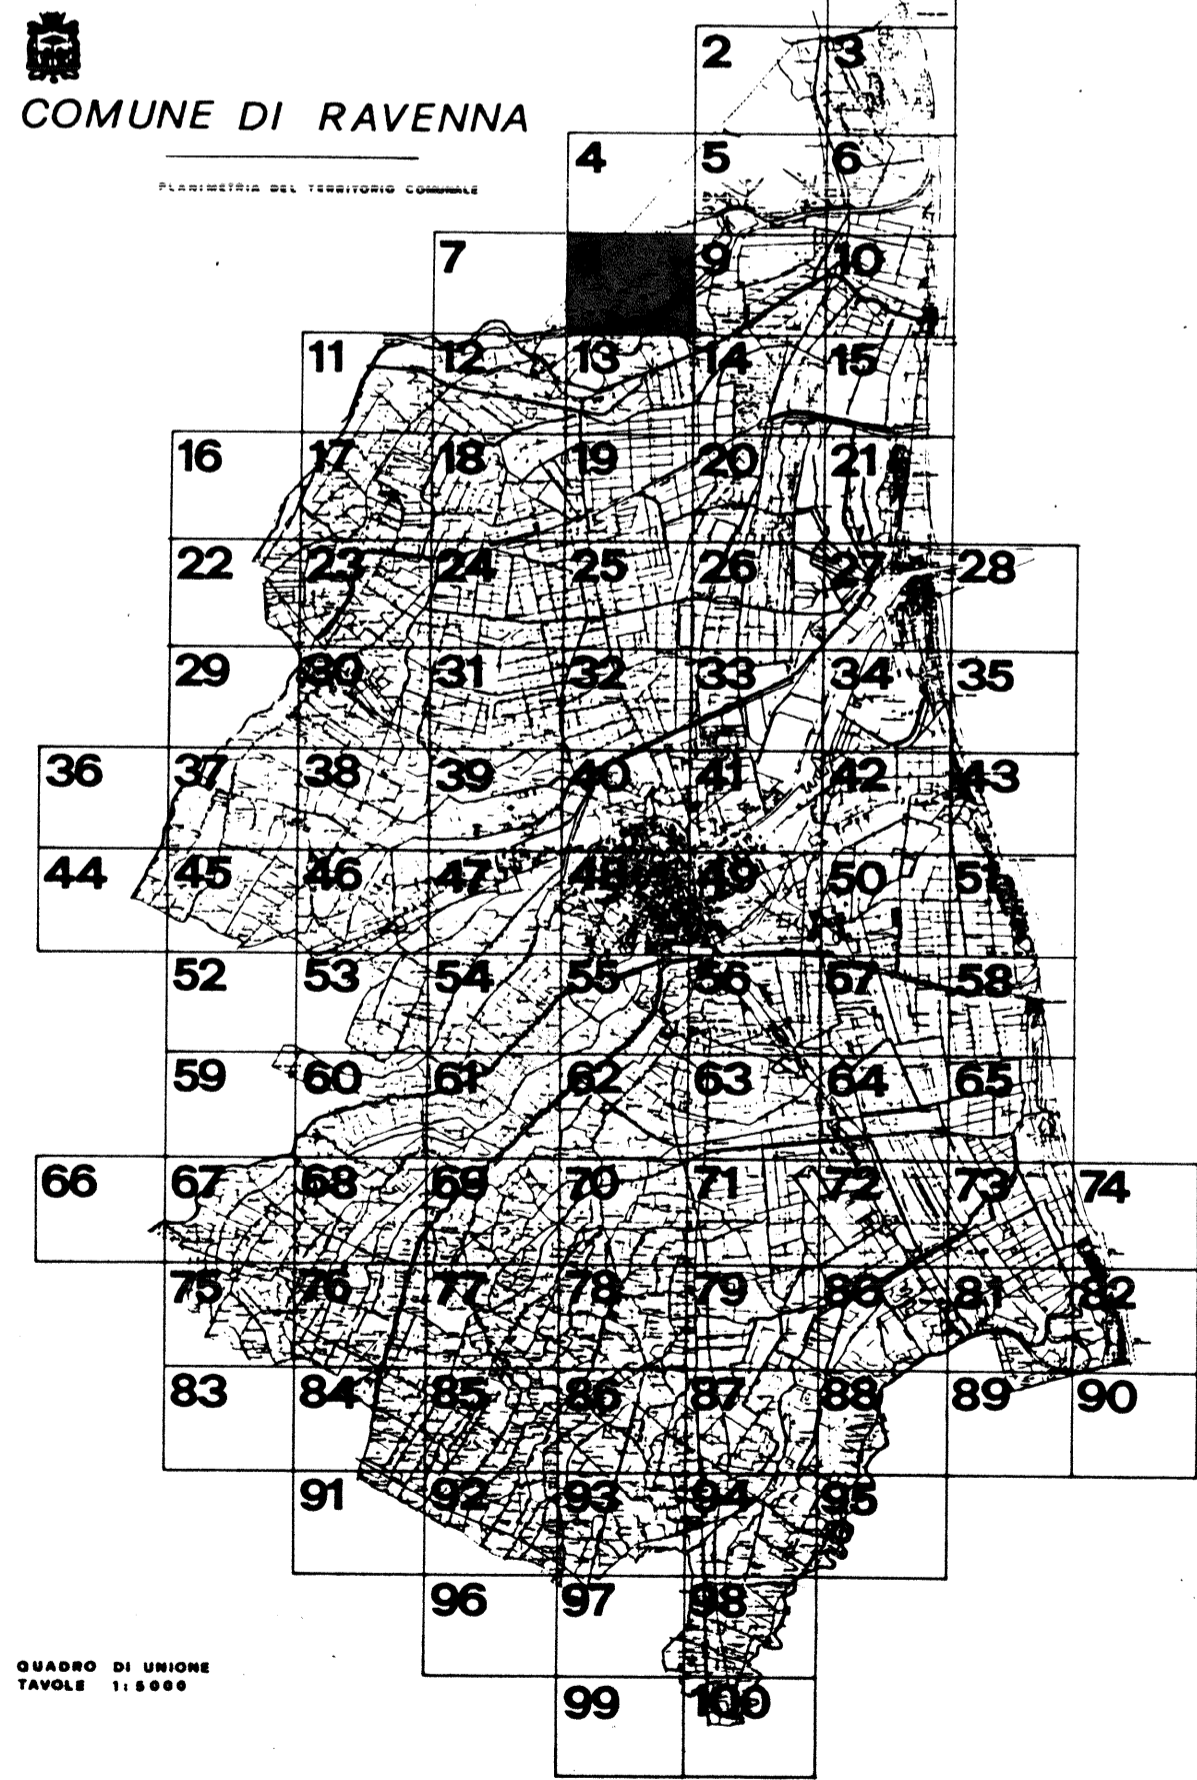 COMUNE DI RAVENNA
PLANIMETRIA DEL TERRITORIO COMUNALE
2 3
4 5 6
7 9 10
11 12 13 14 15
16 17 18 19 20 21
22 23 24 25 26 27 28
29 30 31 32 33 34 35
36 37 38 39 40 41 42 43
44 45 46 47 48 49 50 51
52 53 54 55 56 57 58
59 60 61 62 63 64 65
66 67 68 69 70 71 72 73 74
75 76 77 78 79 80 81 82
83 84 85 86 87 88 89 90
91 92 93 94 95
96 97 98
99 100
QUADRO DI UNIONE
TAVOLE 1:5000